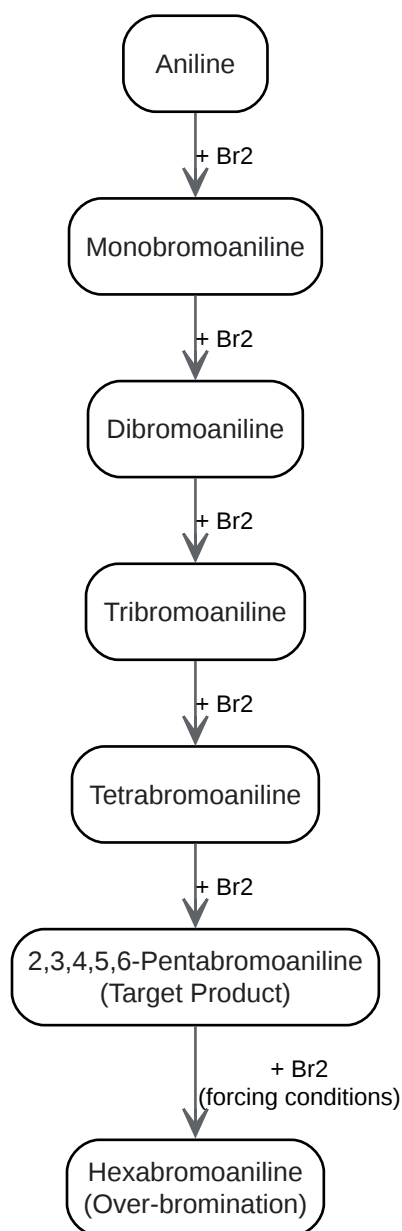 Aniline
+ Br2
Monobromoaniline
+ Br2
Dibromoaniline
+ Br2
Tribromoaniline
+ Br2
Tetrabromoaniline
+ Br2
2,3,4,5,6-Pentabromoaniline
(Target Product)
+ Br2
(forcing conditions)
Hexabromoaniline
(Over-bromination)